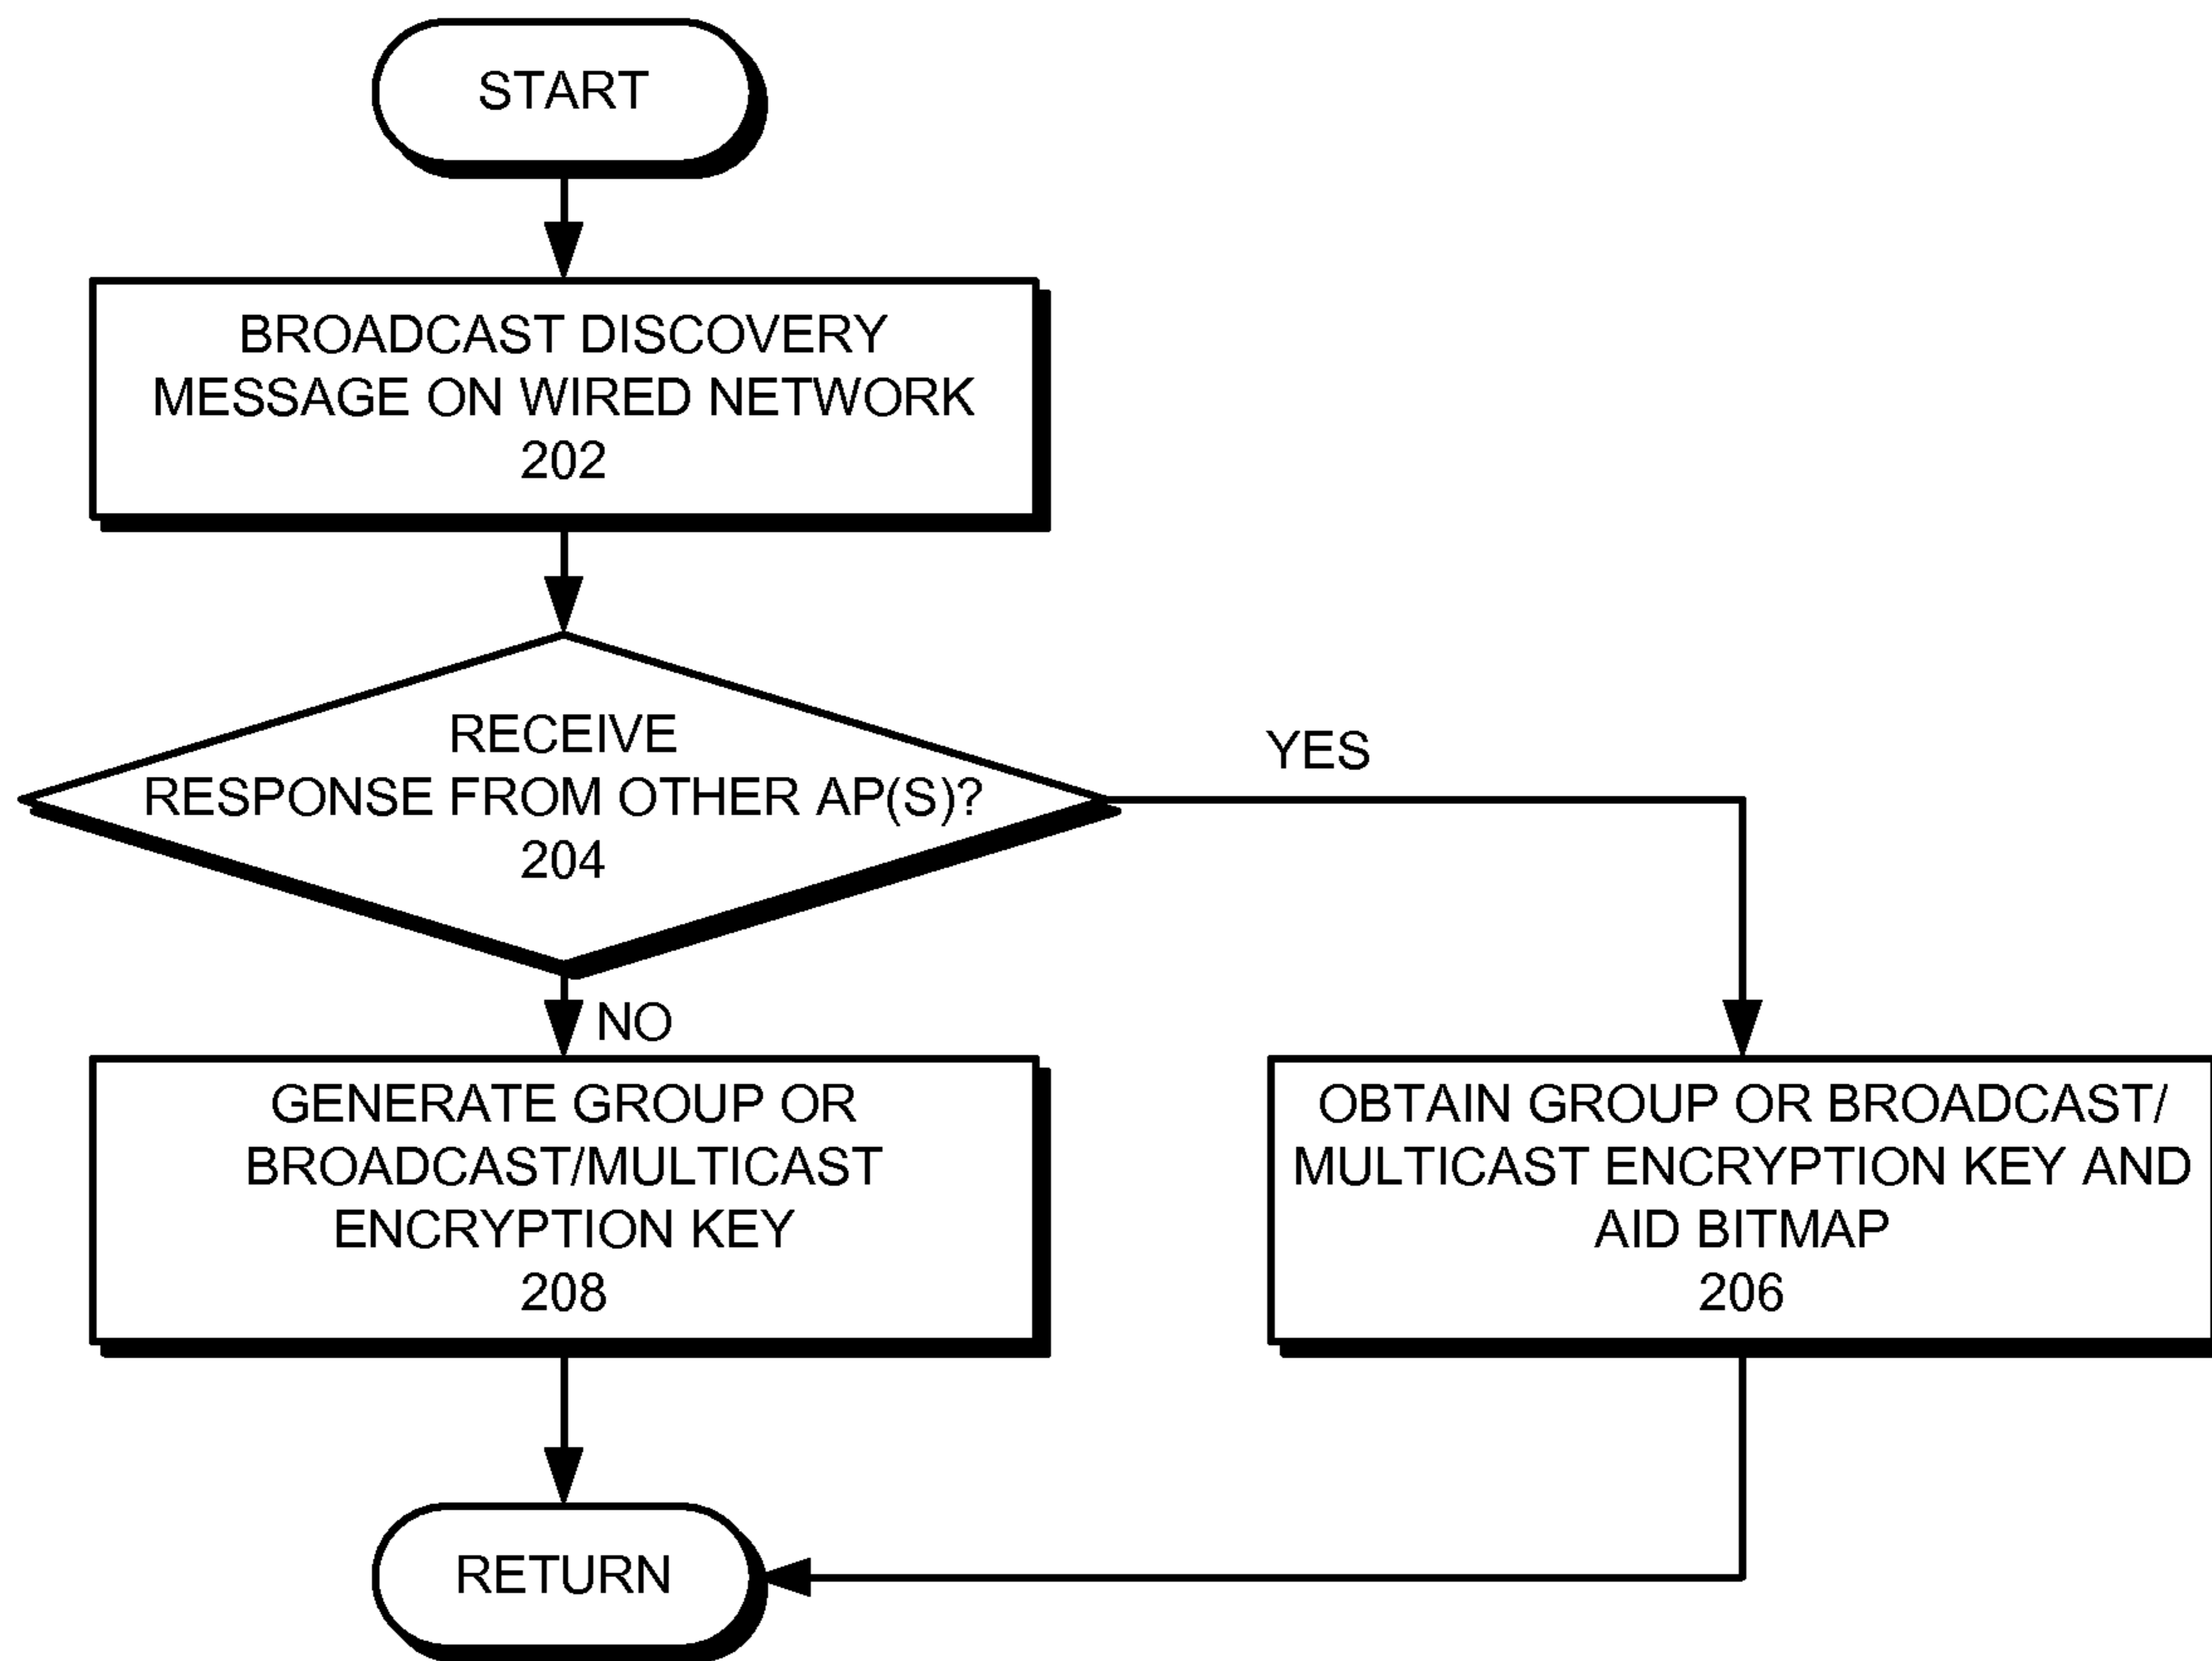 START
BROADCAST DISCOVERY
MESSAGE ON WIRED NETWORK
202
RECEIVE
RESPONSE FROM OTHER AP(S)?
204
YES
NO
GENERATE GROUP OR
BROADCAST/MULTICAST
ENCRYPTION KEY
208
OBTAIN GROUP OR BROADCAST/
MULTICAST ENCRYPTION KEY AND
AID BITMAP
206
RETURN